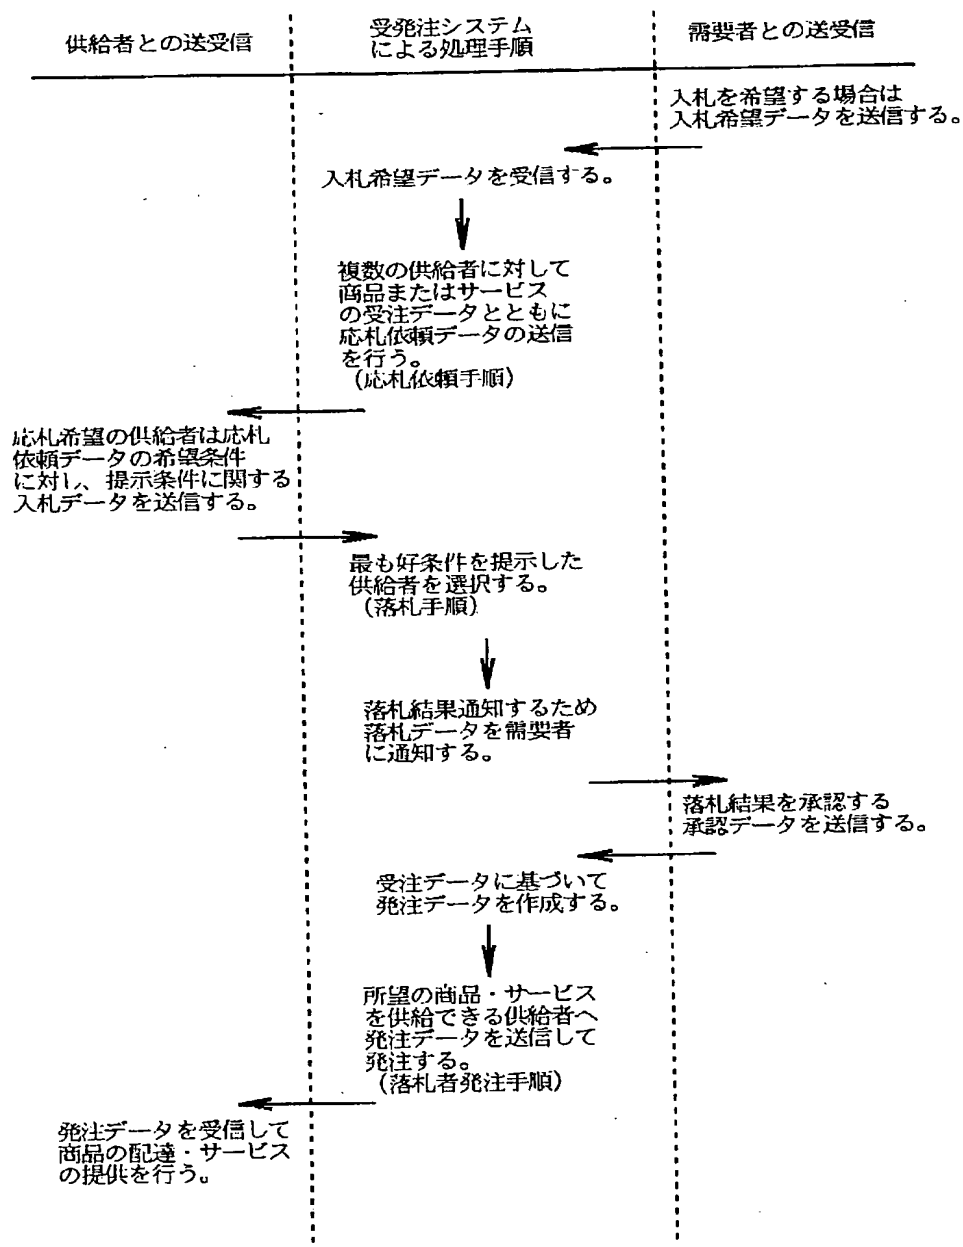 供給者との送受信
受発注システム
による処理手順
需要者との送受信
入札を希望する場合は
入札希望データを送信する。
入札希望データを受信する。
複数の供給者に対して
商品またはサービス
の受注データとともに
応札依頼データの送信
を行う。
(応札依頼手順)
応札希望の供給者は応札
依頼データの希望条件
に対し、提示条件に関する
入札データを送信する。
最も好条件を提示した
供給者を選択する。
(落札手順)
落札結果通知するため
落札データを需要者
に通知する。
落札結果を承認する
承認データを送信する。
受注データに基づいて
発注データを作成する。
所望の商品・サービス
を供給できる供給者へ
発注データを送信して
発注する。
(落札者発注手順)
発注データを受信して
商品の配達・サービス
の提供を行う。